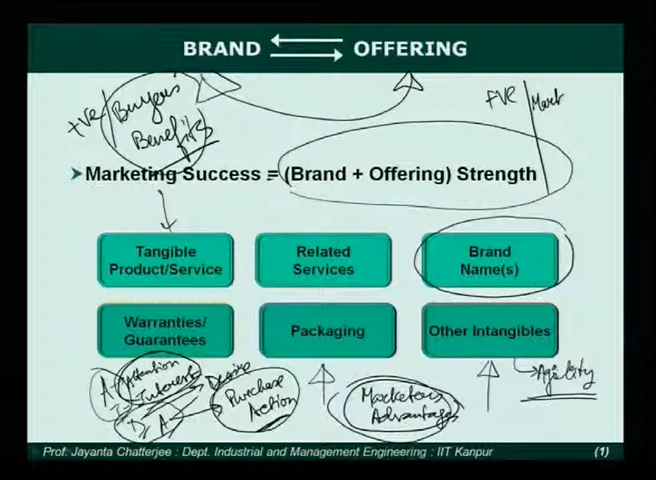 BRAND OFFERING
+ve Buyers Benefits
+ve Mark
Marketing Success = (Brand + Offering) Strength
Tangible Product/Service
Related Services
Brand Name(s)
Warranties/ Guarantees
Packaging
Other Intangibles
A Attention
I Interest
Desire
D A
Purchase Action
Marketers Advantage
Agility
Prof. Jayanta Chatterjee : Dept. Industrial and Management Engineering : IIT Kanpur (1)